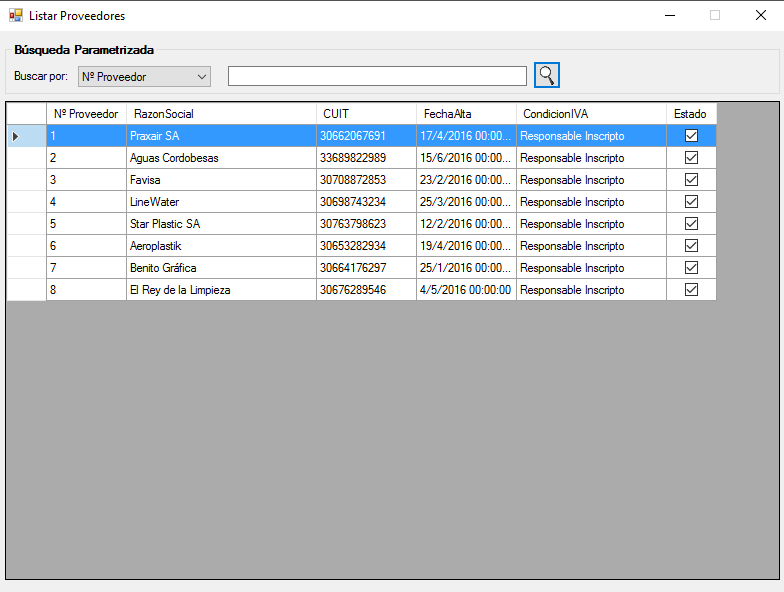 Listar Proveedores
Búsqueda Parametrizada
Buscar por: Nº Proveedor
Nº Proveedor RazonSocial CUIT FechaAlta CondicionIVA Estado
1 Praxair SA 30662067691 17/4/2016 00:00... Responsable Inscripto
2 Aguas Cordobesas 33689822989 15/6/2016 00:00... Responsable Inscripto
3 Favisa 30708872853 23/2/2016 00:00... Responsable Inscripto
4 LineWater 30698743234 25/3/2016 00:00... Responsable Inscripto
5 Star Plastic SA 30763798623 12/2/2016 00:00... Responsable Inscripto
6 Aeroplastik 30653282934 19/4/2016 00:00... Responsable Inscripto
7 Benito Gráfica 30664176297 25/1/2016 00:00... Responsable Inscripto
8 El Rey de la Limpieza 30676289546 4/5/2016 00:00:00 Responsable Inscripto